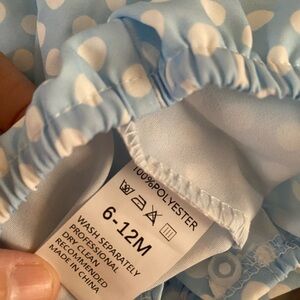 100%POLYESTER
6-12M
WASH SEPARATELY
PROFESSIONAL
DRY CLEAN
RECOMMENDED
MADE IN CHINA